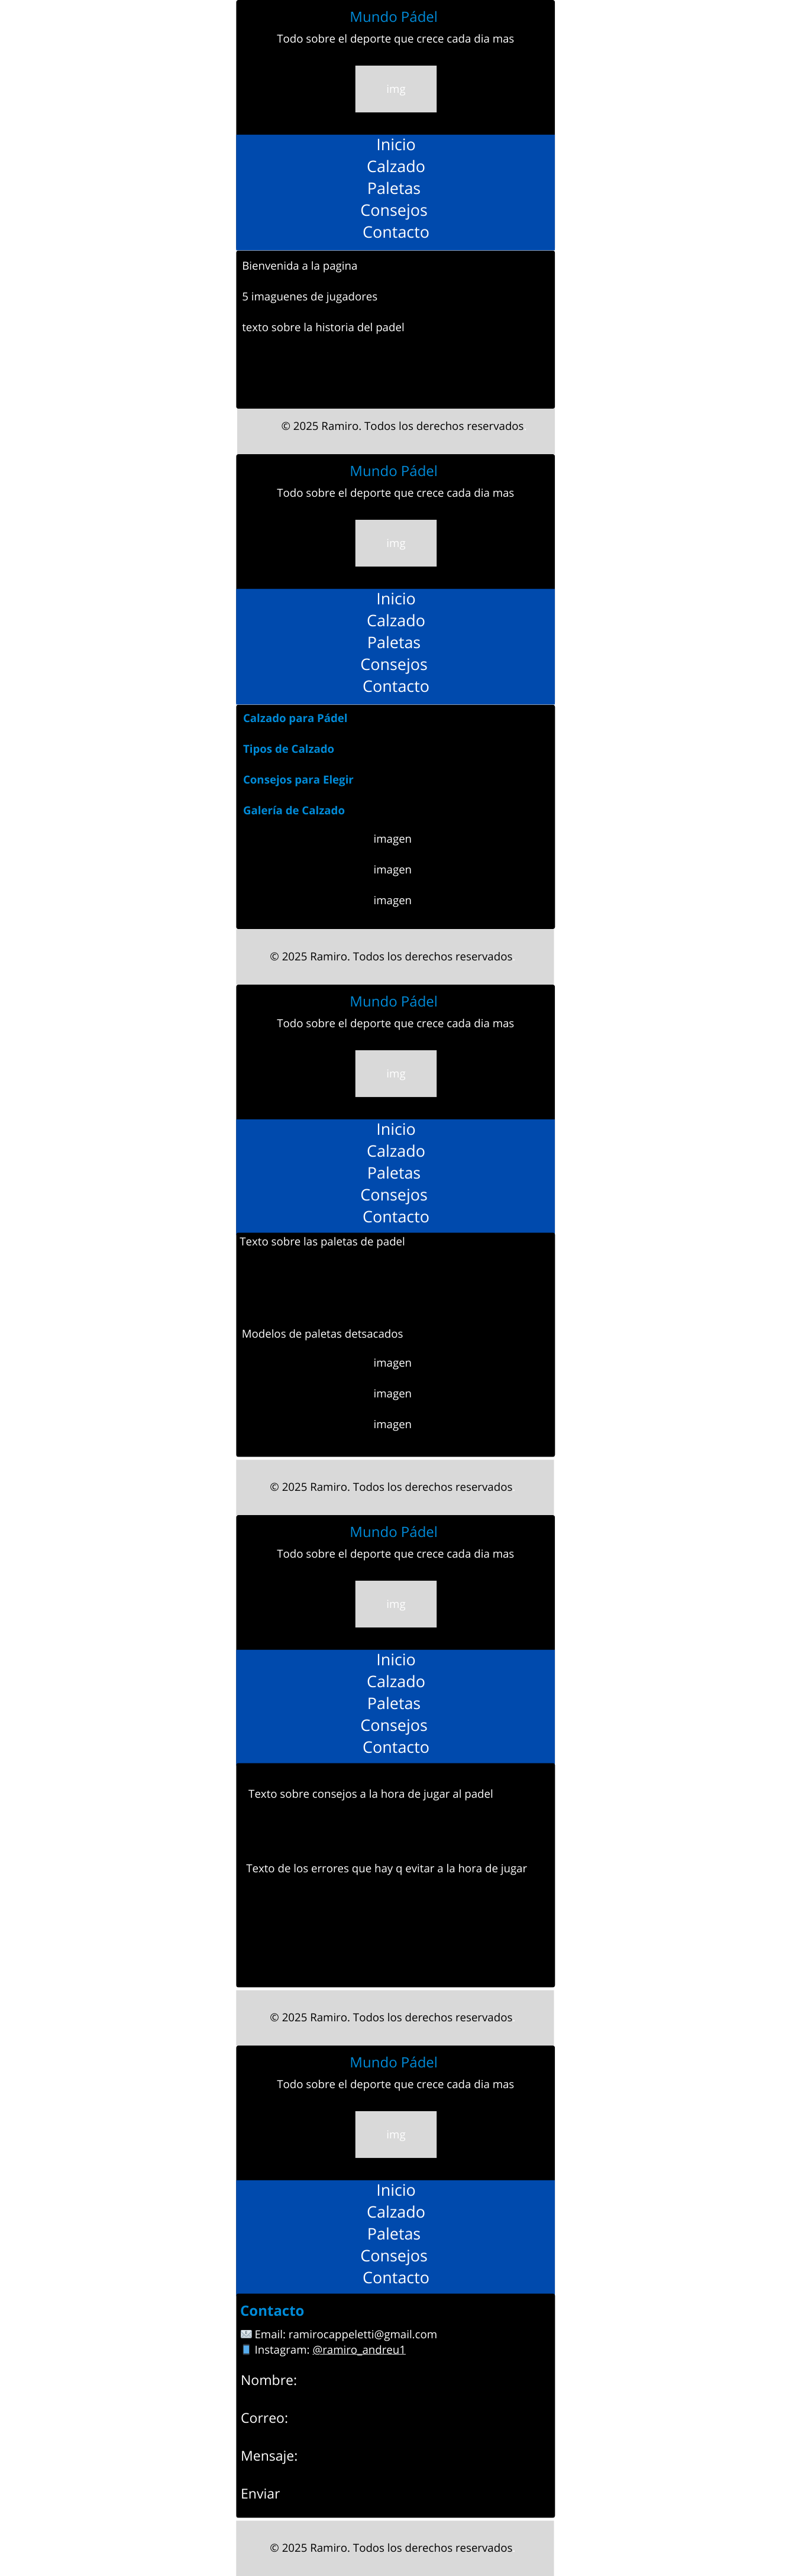 Mundo Pádel
Todo sobre el deporte que crece cada dia mas
img
Inicio
Calzado
Paletas
Consejos
Contacto
Bienvenida a la pagina
5 imaguenes de jugadores
texto sobre la historia del padel
© 2025 Ramiro. Todos los derechos reservados
Mundo Pádel
Todo sobre el deporte que crece cada dia mas
img
Inicio
Calzado
Paletas
Consejos
Contacto
Calzado para Pádel
Tipos de Calzado
Consejos para Elegir
Galería de Calzado
imagen
imagen
imagen
© 2025 Ramiro. Todos los derechos reservados
Mundo Pádel
Todo sobre el deporte que crece cada dia mas
img
Inicio
Calzado
Paletas
Consejos
Contacto
Texto sobre las paletas de padel
Modelos de paletas detsacados
imagen
imagen
imagen
© 2025 Ramiro. Todos los derechos reservados
Mundo Pádel
Todo sobre el deporte que crece cada dia mas
img
Inicio
Calzado
Paletas
Consejos
Contacto
Texto sobre consejos a la hora de jugar al padel
Texto de los errores que hay q evitar a la hora de jugar
© 2025 Ramiro. Todos los derechos reservados
Mundo Pádel
Todo sobre el deporte que crece cada dia mas
img
Inicio
Calzado
Paletas
Consejos
Contacto
Contacto
Email: ramirocappeletti@gmail.com
Instagram: @ramiro_andreu1
Nombre:
Correo:
Mensaje:
Enviar
© 2025 Ramiro. Todos los derechos reservados